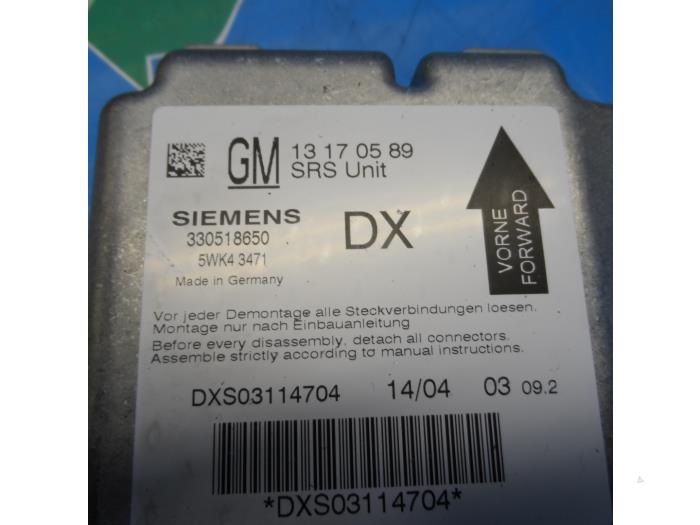 GM 13 17 05 89
SRS Unit
SIEMENS
330518650
DX
5WK4 3471
Made in Germany
VORNE
FORWARD
Vor jeder Demontage alle Steckverbindungen loesen.
Montage nur nach Einbauanleitung
Before every disassembly, detach all connectors.
Assemble strictly according to manual instructions.
DXS03114704 14/04 03 09.2
*DXS03114704*